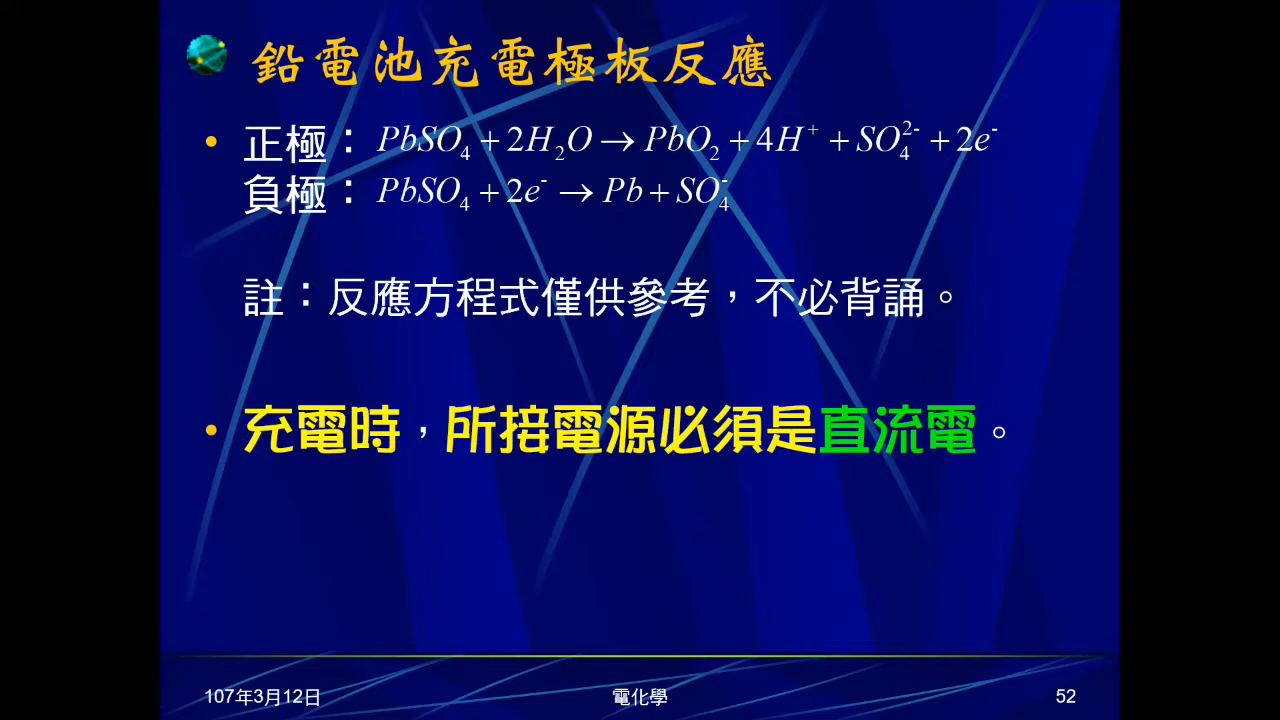 鉛電池充電極板反應
• 正極：PbSO₄ + 2H₂O → PbO₂ + 4H⁺ + SO₄²⁻ + 2e⁻
負極：PbSO₄ + 2e⁻ → Pb + SO₄⁻
註：反應方程式僅供參考，不必背誦。
• 充電時，所接電源必須是直流電。
107年3月12日
電化學
52